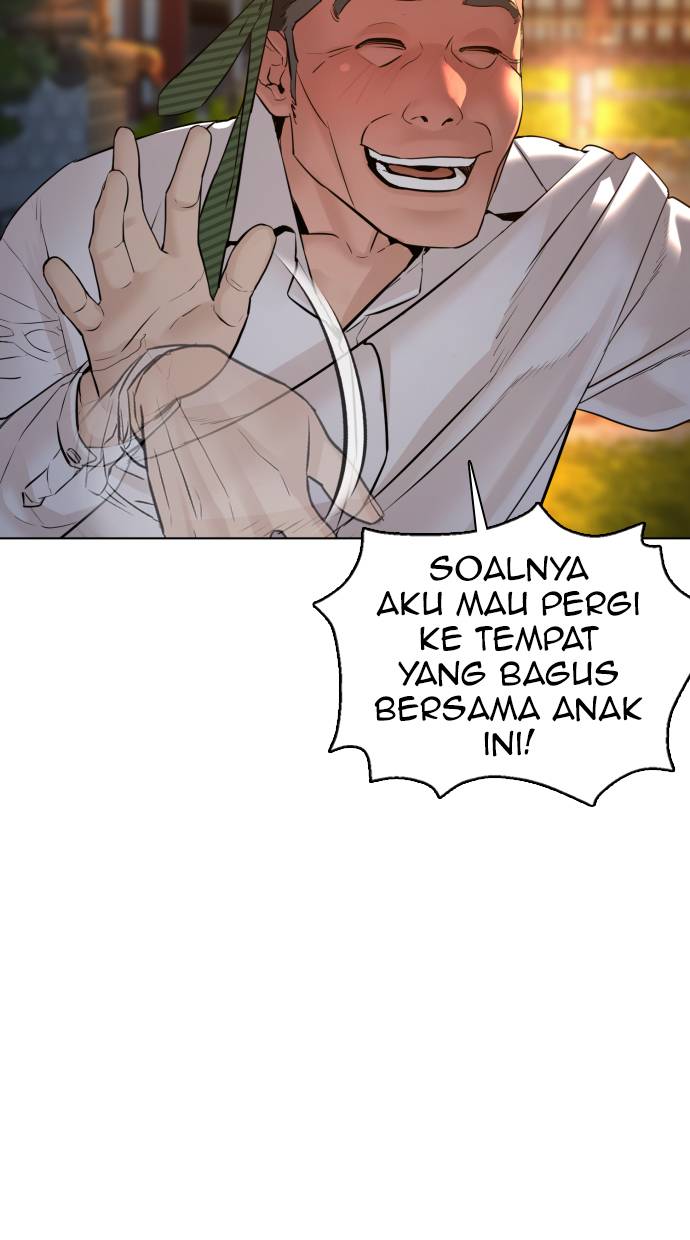 SOALNYA
AKU MAU PERGI
KE TEMPAT
YANG BAGUS
BERSAMA ANAK
INI!